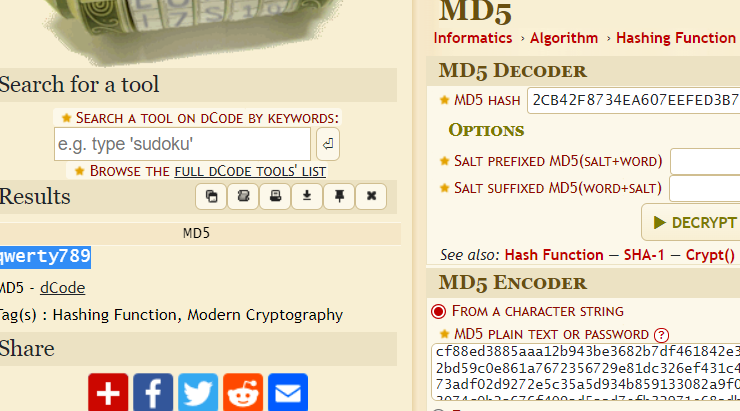 Search for a tool
★ Search a tool on dCode by keywords:
e.g. type 'sudoku'
★ Browse the full dCode tools' list
Results
MD5
qwerty789
MD5 - dCode
Tag(s) : Hashing Function, Modern Cryptography
Share
MD5
Informatics › Algorithm › Hashing Function
MD5 Decoder
★ MD5 hash 2CB42F8734EA607EEFED3B7
Options
★ Salt prefixed MD5(salt+word)
★ Salt suffixed MD5(word+salt)
▶ DECRYPT
See also: Hash Function — SHA-1 — Crypt()
MD5 Encoder
From a character string
★ MD5 plain text or password ?
cf88ed3885aaa12b943be3682b7df461842e3
2bd59c0e861a7672356729e81dc326ef431c4
73adf02d9272e5c35a5d934b859133082a9f0